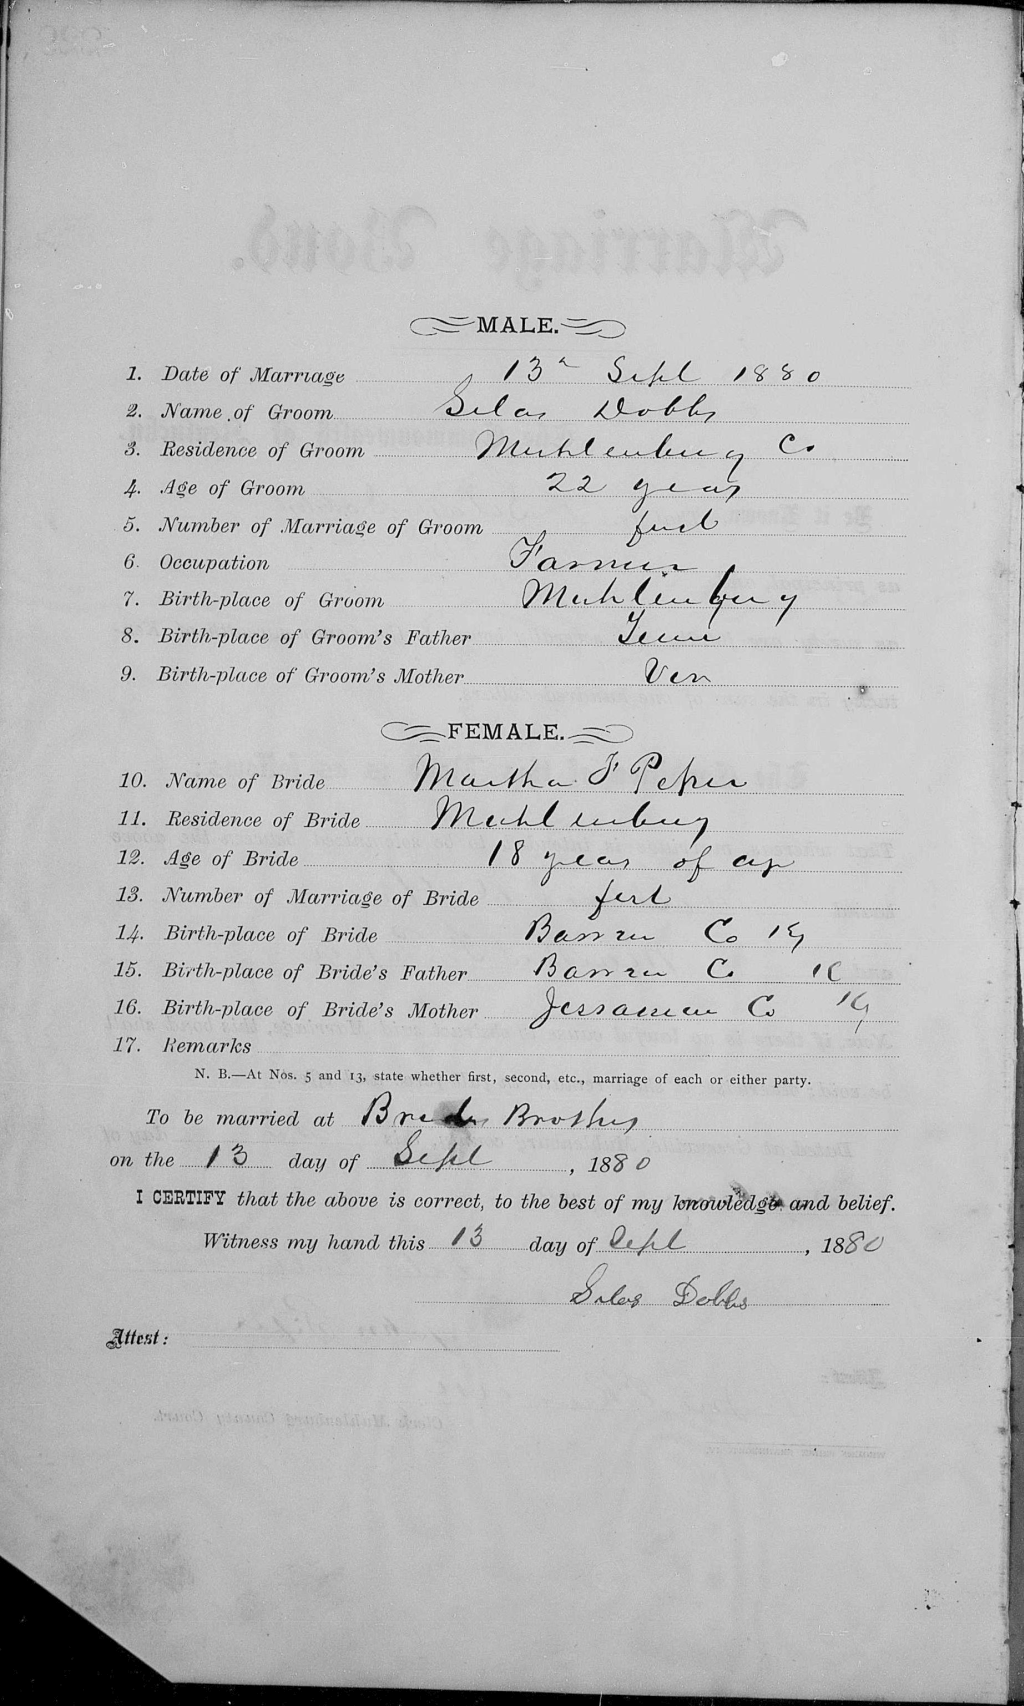 MALE.
1. Date of Marriage 13th Sept 1880
2. Name of Groom Silas Dobbs
3. Residence of Groom Muhlenburg Co
4. Age of Groom 22 years
5. Number of Marriage of Groom first
6. Occupation Farmer
7. Birth-place of Groom Muhlenburg
8. Birth-place of Groom's Father Tenne
9. Birth-place of Groom's Mother
FEMALE.
10. Name of Bride Martha F
11. Residence of Bride Muhlenburg
12. Age of Bride 18 years of age
13. Number of Marriage of Bride first
14. Birth-place of Bride Barren Co Ky
15. Birth-place of Bride's Father Barren Co K
16. Birth-place of Bride's Mother Jessamine Co Ky
17. Remarks
N. B.—At Nos. 5 and 13, state whether first, second, etc., marriage of each or either party.
To be married at Brides Brothers
on the 13 day of Sept, 1880
I CERTIFY that the above is correct, to the best of my knowledge and belief.
Witness my hand this 13 day of Sept, 1880
Silas Dobbs
Attest: